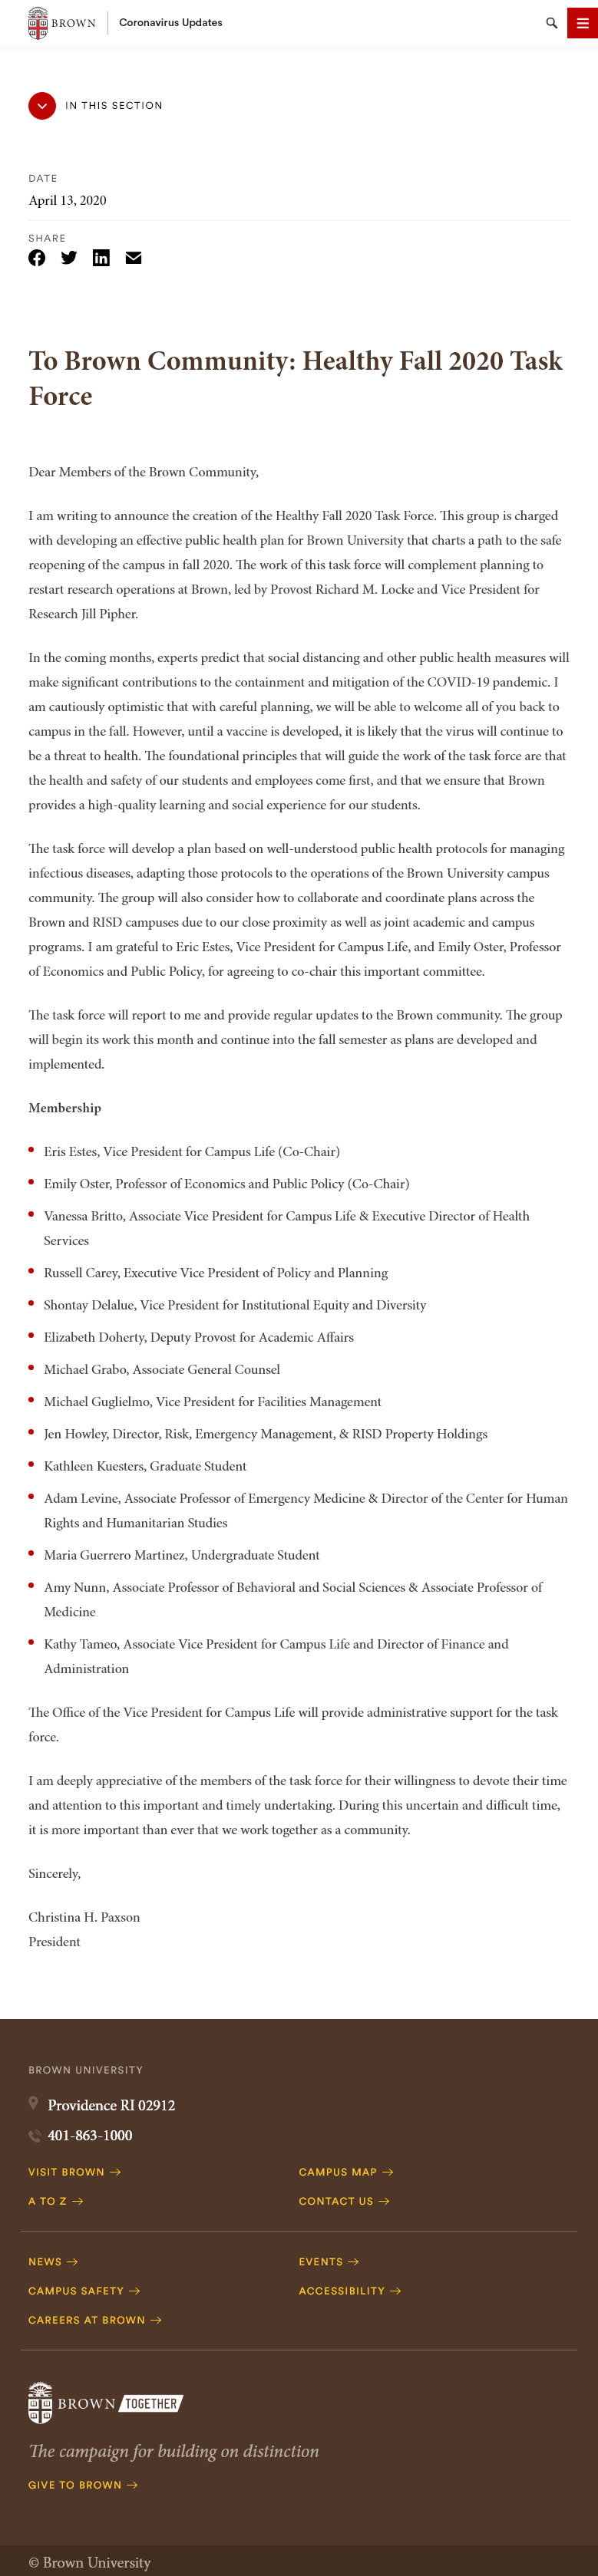 BROWN
Coronavirus Updates
IN THIS SECTION
DATE
April 13, 2020
SHARE
To Brown Community: Healthy Fall 2020 Task
Force
Dear Members of the Brown Community,
I am writing to announce the creation of the Healthy Fall 2020 Task Force. This group is charged
with developing an effective public health plan for Brown University that charts a path to the safe
reopening of the campus in fall 2020. The work of this task force will complement planning to
restart research operations at Brown, led by Provost Richard M. Locke and Vice President for
Research Jill Pipher.
In the coming months, experts predict that social distancing and other public health measures will
make significant contributions to the containment and mitigation of the COVID-19 pandemic. I
am cautiously optimistic that with careful planning, we will be able to welcome all of you back to
campus in the fall. However, until a vaccine is developed, it is likely that the virus will continue to
be a threat to health. The foundational principles that will guide the work of the task force are that
the health and safety of our students and employees come first, and that we ensure that Brown
provides a high-quality learning and social experience for our students.
The task force will develop a plan based on well-understood public health protocols for managing
infectious diseases, adapting those protocols to the operations of the Brown University campus
community. The group will also consider how to collaborate and coordinate plans across the
Brown and RISD campuses due to our close proximity as well as joint academic and campus
programs. I am grateful to Eric Estes, Vice President for Campus Life, and Emily Oster, Professor
of Economics and Public Policy, for agreeing to co-chair this important committee.
The task force will report to me and provide regular updates to the Brown community. The group
will begin its work this month and continue into the fall semester as plans are developed and
implemented.
Membership
Eris Estes, Vice President for Campus Life (Co-Chair)
Emily Oster, Professor of Economics and Public Policy (Co-Chair)
Vanessa Britto, Associate Vice President for Campus Life & Executive Director of Health
Services
Russell Carey, Executive Vice President of Policy and Planning
Shontay Delalue, Vice President for Institutional Equity and Diversity
Elizabeth Doherty, Deputy Provost for Academic Affairs
Michael Grabo, Associate General Counsel
Michael Guglielmo, Vice President for Facilities Management
Jen Howley, Director, Risk, Emergency Management, & RISD Property Holdings
Kathleen Kuesters, Graduate Student
Adam Levine, Associate Professor of Emergency Medicine & Director of the Center for Human
Rights and Humanitarian Studies
Maria Guerrero Martinez, Undergraduate Student
Amy Nunn, Associate Professor of Behavioral and Social Sciences & Associate Professor of
Medicine
Kathy Tameo, Associate Vice President for Campus Life and Director of Finance and
Administration
The Office of the Vice President for Campus Life will provide administrative support for the task
force.
I am deeply appreciative of the members of the task force for their willingness to devote their time
and attention to this important and timely undertaking. During this uncertain and difficult time,
it is more important than ever that we work together as a community.
Sincerely,
Christina H. Paxson
President
BROWN UNIVERSITY
Providence RI 02912
401-863-1000
VISIT BROWN
CAMPUS MAP
A TO Z
CONTACT US
NEWS
EVENTS
CAMPUS SAFETY
ACCESSIBILITY
CAREERS AT BROWN
BROWN TOGETHER
The campaign for building on distinction
GIVE TO BROWN
© Brown University